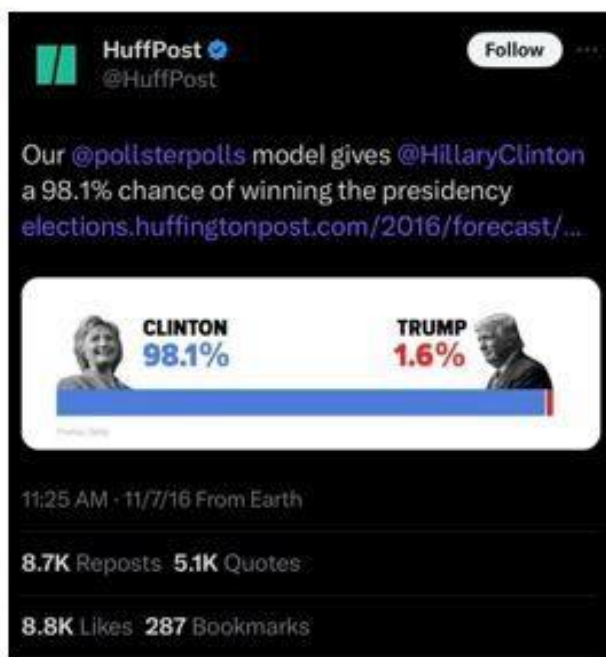 HuffPost
Follow
@HuffPost
Our @pollsterpolls model gives @HillaryClinton
a 98.1% chance of winning the presidency
elections.huffingtonpost.com/2016/forecast/...
CLINTON
98.1%
TRUMP
1.6%
11:25 AM · 11/7/16 From Earth
8.7K Reposts 5.1K Quotes
8.8K Likes 287 Bookmarks